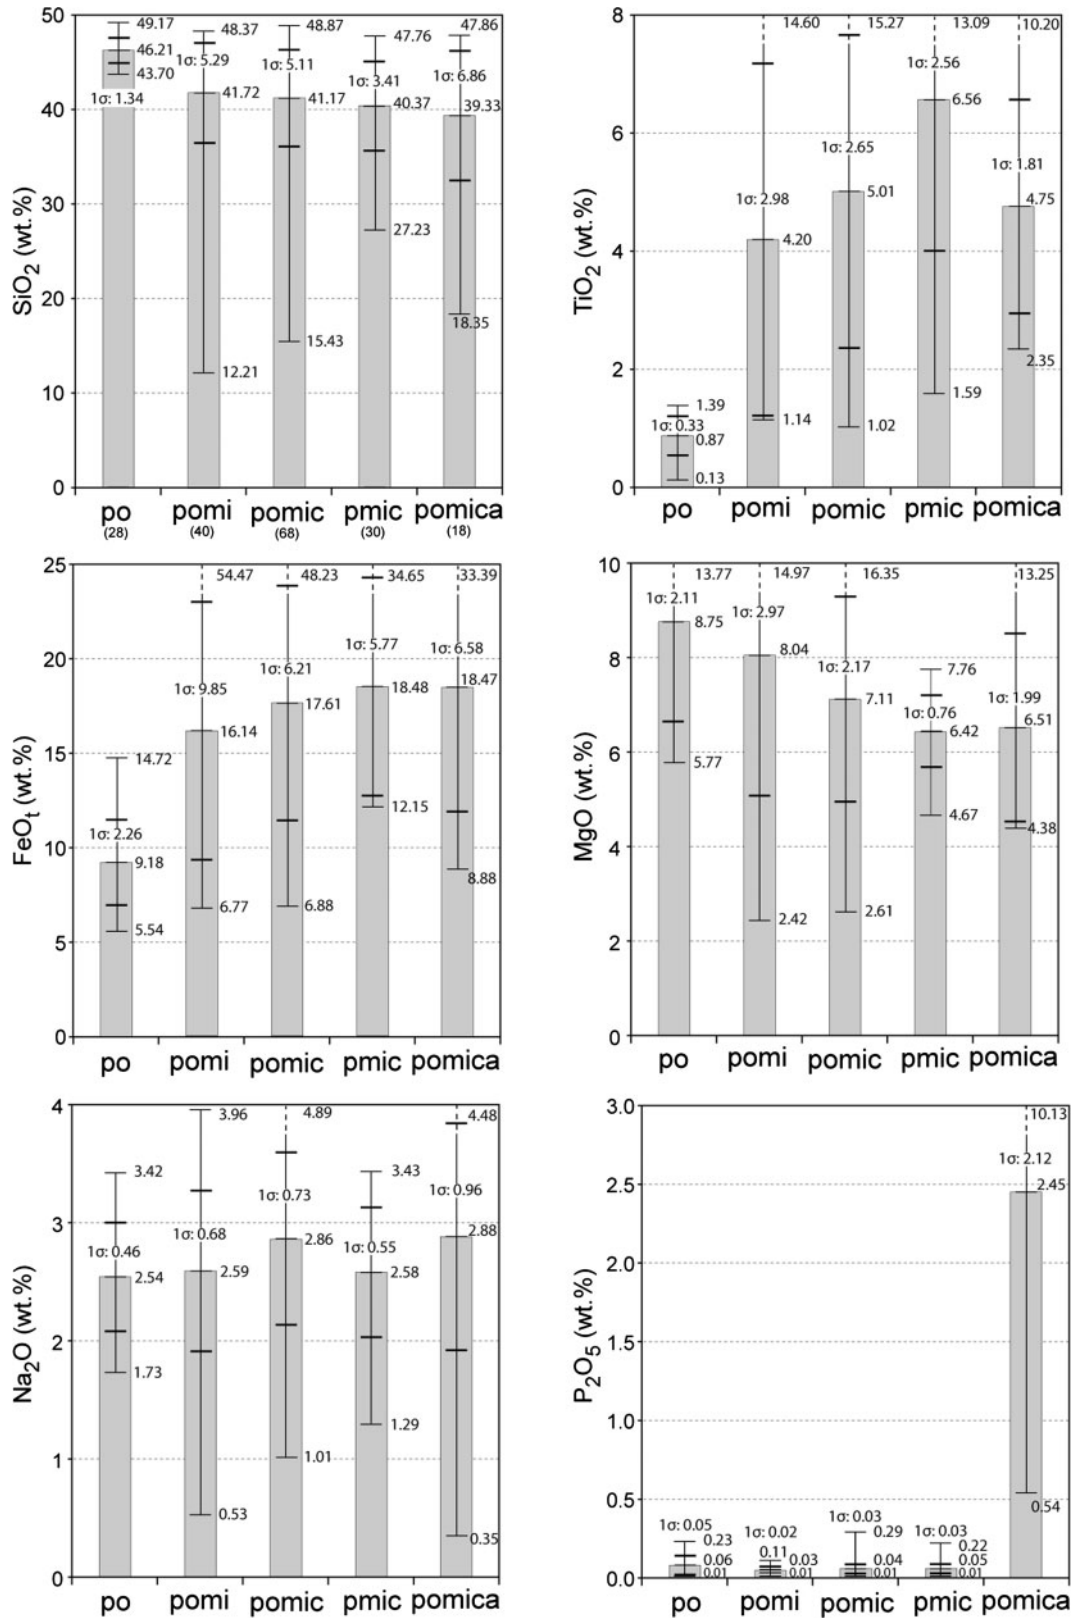 SiO2 (wt.%)
50
40
30
20
10
0
49.17
46.21
43.70
1σ: 1.34
48.37
1σ: 5.29
41.72
12.21
48.87
1σ: 5.11
41.17
15.43
47.76
1σ: 3.41
40.37
27.23
47.86
1σ: 6.86
39.33
18.35
po pomi pomic pmic pomica
(28) (40) (68) (30) (18)
TiO2 (wt.%)
8
6
4
2
0
1.39
1σ: 0.33
0.87
0.13
14.60
1σ: 2.98
4.20
1.14
15.27
1σ: 2.65
5.01
1.02
13.09
1σ: 2.56
6.56
1.59
10.20
1σ: 1.81
4.75
2.35
po pomi pomic pmic pomica
FeOt (wt.%)
25
20
15
10
5
0
14.72
1σ: 2.26
9.18
5.54
54.47
1σ: 9.85
16.14
6.77
48.23
1σ: 6.21
17.61
6.88
34.65
1σ: 5.77
18.48
12.15
33.39
1σ: 6.58
18.47
8.88
po pomi pomic pmic pomica
MgO (wt.%)
10
8
6
4
2
0
13.77
1σ: 2.11
8.75
5.77
14.97
1σ: 2.97
8.04
2.42
16.35
1σ: 2.17
7.11
2.61
7.76
1σ: 0.76
6.42
4.67
13.25
1σ: 1.99
6.51
4.38
po pomi pomic pmic pomica
Na2O (wt.%)
4
3
2
1
0
3.42
1σ: 0.46
2.54
1.73
3.96
1σ: 0.68
2.59
0.53
4.89
1σ: 0.73
2.86
1.01
3.43
1σ: 0.55
2.58
1.29
4.48
1σ: 0.96
2.88
0.35
po pomi pomic pmic pomica
P2O5 (wt.%)
3.0
2.5
2.0
1.5
1.0
0.5
0.0
1σ: 0.05
0.23
0.06
0.01
1σ: 0.02
0.11
0.03
0.01
1σ: 0.03
0.29
0.04
0.01
1σ: 0.03
0.22
0.05
0.01
10.13
1σ: 2.12
2.45
0.54
po pomi pomic pmic pomica